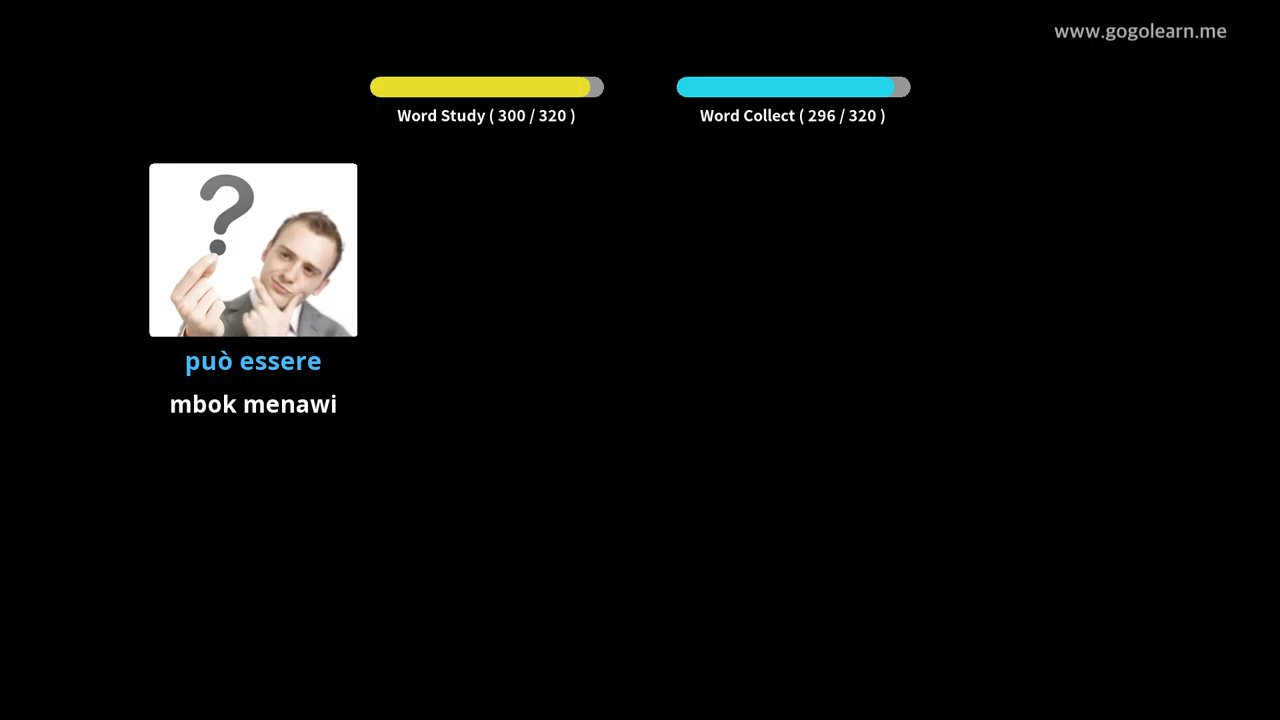 www.gogolearn.me
Word Study ( 300 / 320 )
Word Collect ( 296 / 320 )
?
può essere
mbok menawi